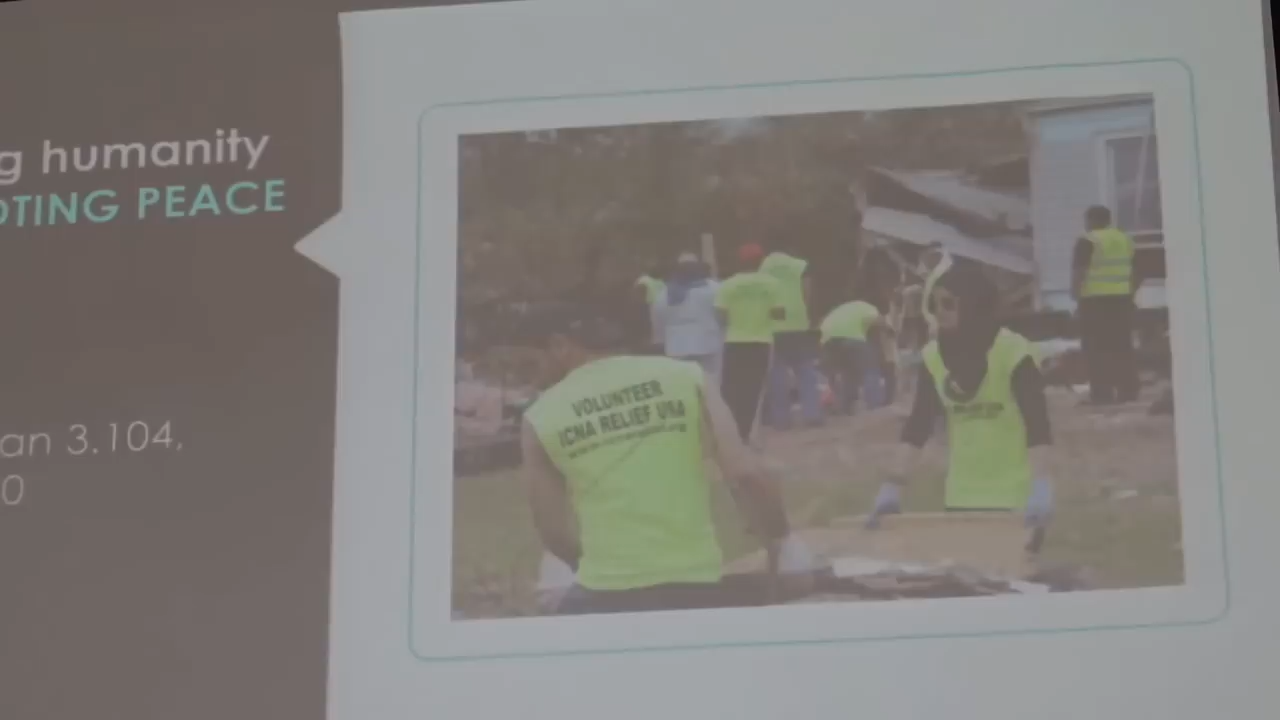 g humanity
OTING PEACE
an 3.104,
0
VOLUNTEER
ICNA RELIEF USA